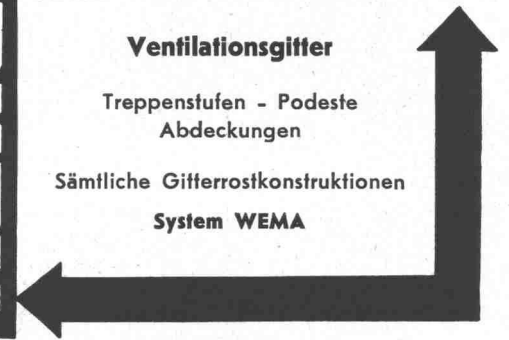 Ventilationsgitter
Treppenstufen - Podeste
Abdeckungen
Sämtliche Gitterrostkonstruktionen
System WEMA